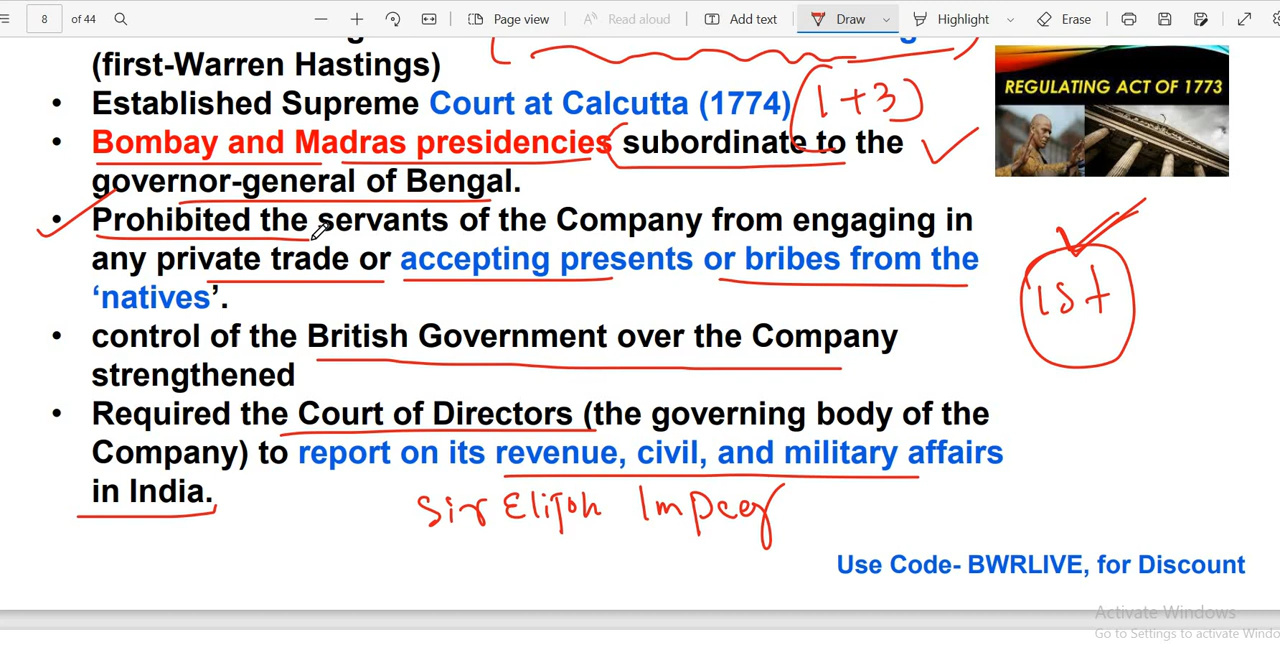 8 of 44
Page view
Read aloud
Add text
Draw
Highlight
Erase
(first-Warren Hastings)
• Established Supreme Court at Calcutta (1774) (1+3)
• Bombay and Madras presidencies subordinate to the
governor-general of Bengal.
• Prohibited the servants of the Company from engaging in
any private trade or accepting presents or bribes from the
‘natives’.
• control of the British Government over the Company
strengthened
• Required the Court of Directors (the governing body of the
Company) to report on its revenue, civil, and military affairs
in India.
Sir Elijah Impey
REGULATING ACT OF 1773
1st
Use Code- BWRLIVE, for Discount
Activate Windows
Go to Settings to activate Windo